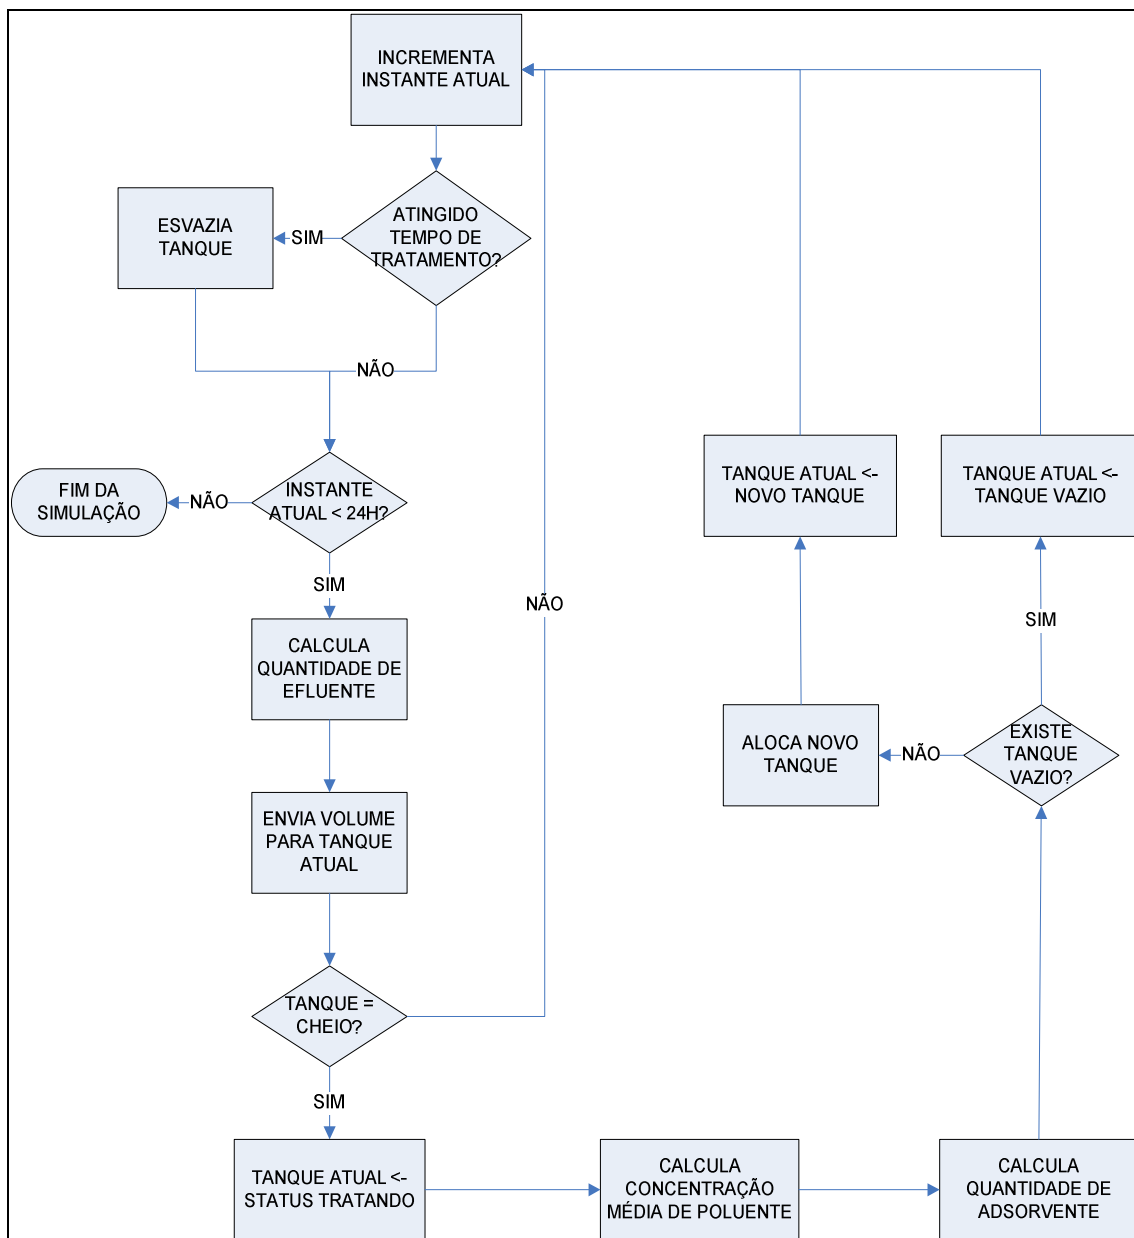 INCREMENTA
INSTANTE ATUAL
ATINGIDO
TEMPO DE
TRATAMENTO?
SIM
ESVAZIA
TANQUE
NÃO
INSTANTE
ATUAL < 24H?
NÃO
FIM DA
SIMULAÇÃO
SIM
CALCULA
QUANTIDADE DE
EFLUENTE
ENVIA VOLUME
PARA TANQUE
ATUAL
TANQUE =
CHEIO?
NÃO
SIM
TANQUE ATUAL <-
STATUS TRATANDO
CALCULA
CONCENTRAÇÃO
MÉDIA DE POLUENTE
CALCULA
QUANTIDADE DE
ADSORVENTE
EXISTE
TANQUE
VAZIO?
NÃO
ALOCA NOVO
TANQUE
TANQUE ATUAL <-
NOVO TANQUE
SIM
TANQUE ATUAL <-
TANQUE VAZIO